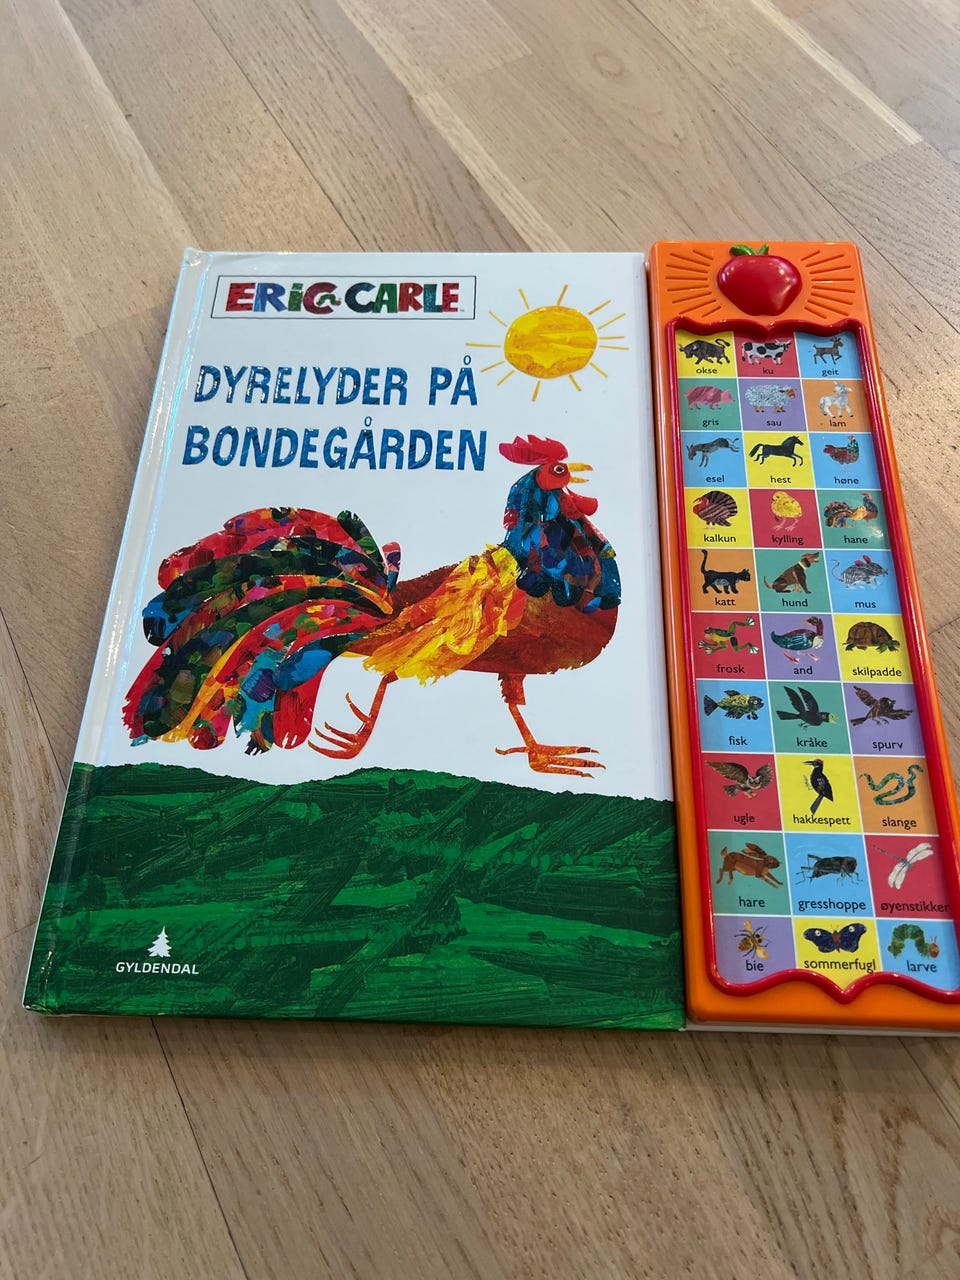 ERIC CARLE
DYRELYDER PÅ
BONDEGÅRDEN
GYLDENDAL
okse ku geit
gris sau lam
esel hest høne
kalkun kylling hane
katt hund mus
frosk and skilpadde
fisk kråke spurv
ugle hakkespett slange
hare gresshoppe øyenstikker
bie sommerfugl larve